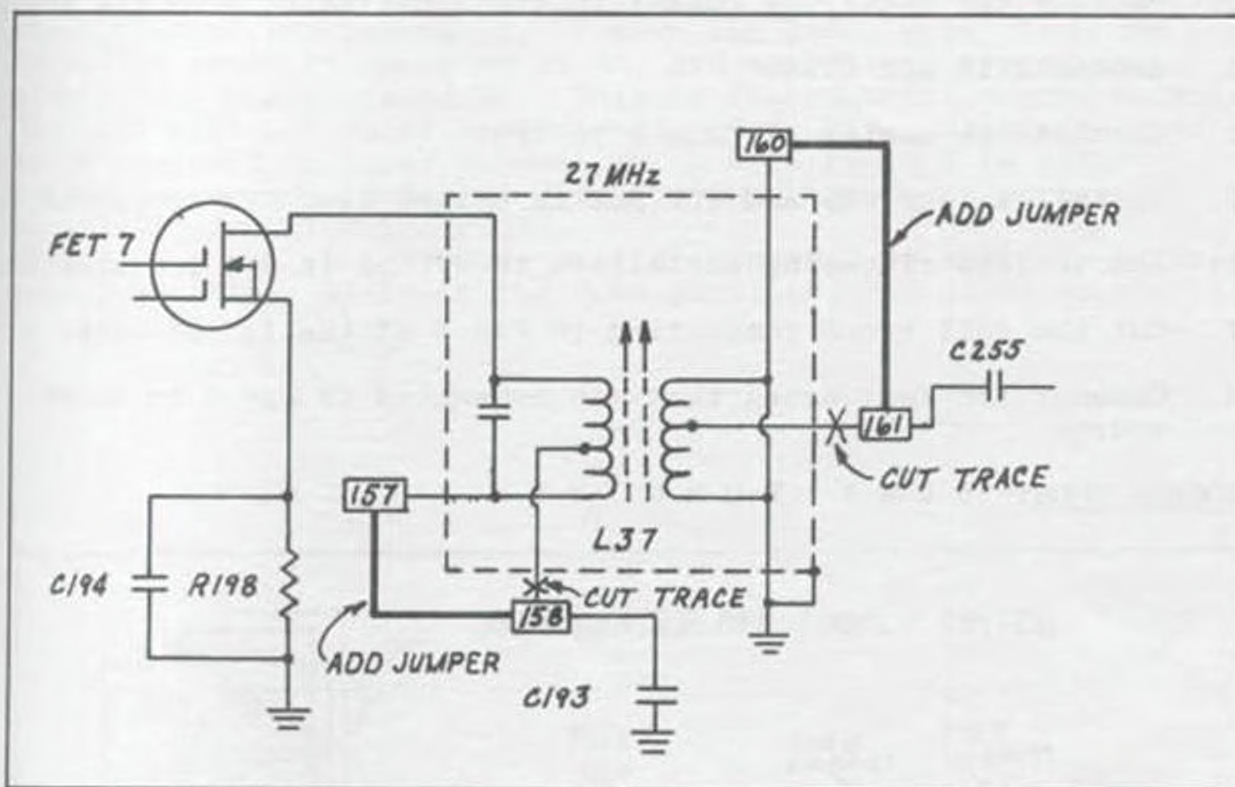 160
27 MHz
ADD JUMPER
FET 7
C255
161
CUT TRACE
157
L37
C194
R198
CUT TRACE
158
ADD JUMPER
C193